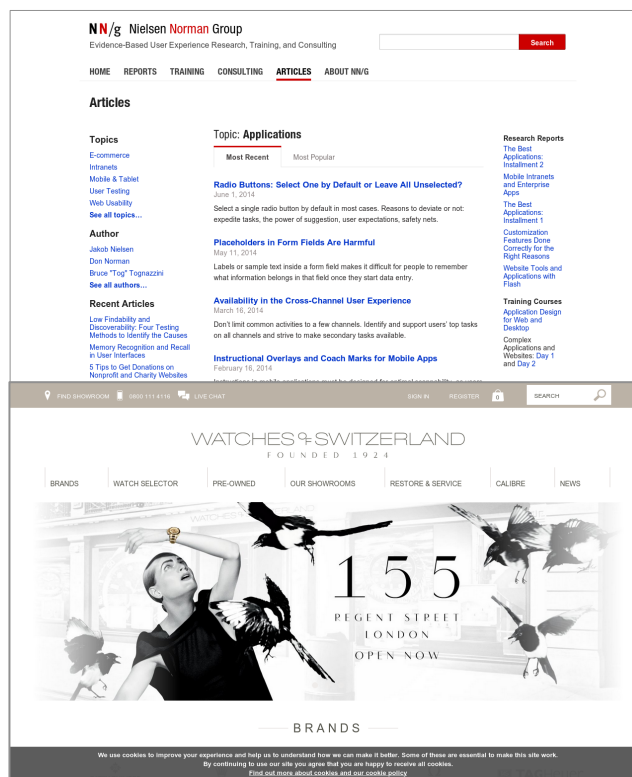 NN/g Nielsen Norman Group
Evidence-Based User Experience Research, Training, and Consulting
Search
HOME REPORTS TRAINING CONSULTING ARTICLES ABOUT NN/G
Articles
Topics
E-commerce
Intranets
Mobile & Tablet
User Testing
Web Usability
See all topics...
Author
Jakob Nielsen
Don Norman
Bruce "Tog" Tognazzini
See all authors...
Recent Articles
Low Findability and
Discoverability: Four Testing
Methods to Identify the Causes
Memory Recognition and Recall
in User Interfaces
5 Tips to Get Donations on
Nonprofit and Charity Websites
Topic: Applications
Most Recent Most Popular
Radio Buttons: Select One by Default or Leave All Unselected?
June 1, 2014
Select a single radio button by default in most cases. Reasons to deviate or not:
expedite tasks, the power of suggestion, user expectations, safety nets.
Placeholders in Form Fields Are Harmful
May 11, 2014
Labels or sample text inside a form field makes it difficult for people to remember
what information belongs in that field once they start data entry.
Availability in the Cross-Channel User Experience
March 16, 2014
Don't limit common activities to a few channels. Identify and support users' top tasks
on all channels and strive to make secondary tasks available.
Instructional Overlays and Coach Marks for Mobile Apps
February 16, 2014
Research Reports
The Best
Applications:
Installment 2
Mobile Intranets
and Enterprise
Apps
The Best
Applications:
Installment 1
Customization
Features Done
Correctly for the
Right Reasons
Website Tools and
Applications with
Flash
Training Courses
Application Design
for Web and
Desktop
Complex
Applications and
Websites: Day 1
and Day 2
FIND SHOWROOM 0800 111 4116 LIVE CHAT SIGN IN REGISTER 0 SEARCH
WATCHES OF SWITZERLAND
FOUNDED 1924
BRANDS WATCH SELECTOR PRE-OWNED OUR SHOWROOMS RESTORE & SERVICE CALIBRE NEWS
155
REGENT STREET
LONDON
OPEN NOW
BRANDS
We use cookies to improve your experience and help us to understand how we can make it better. Some of these are essential to make this site work.
By continuing to use our site you agree that you are happy to receive all cookies.
Find out more about cookies and our cookie policy